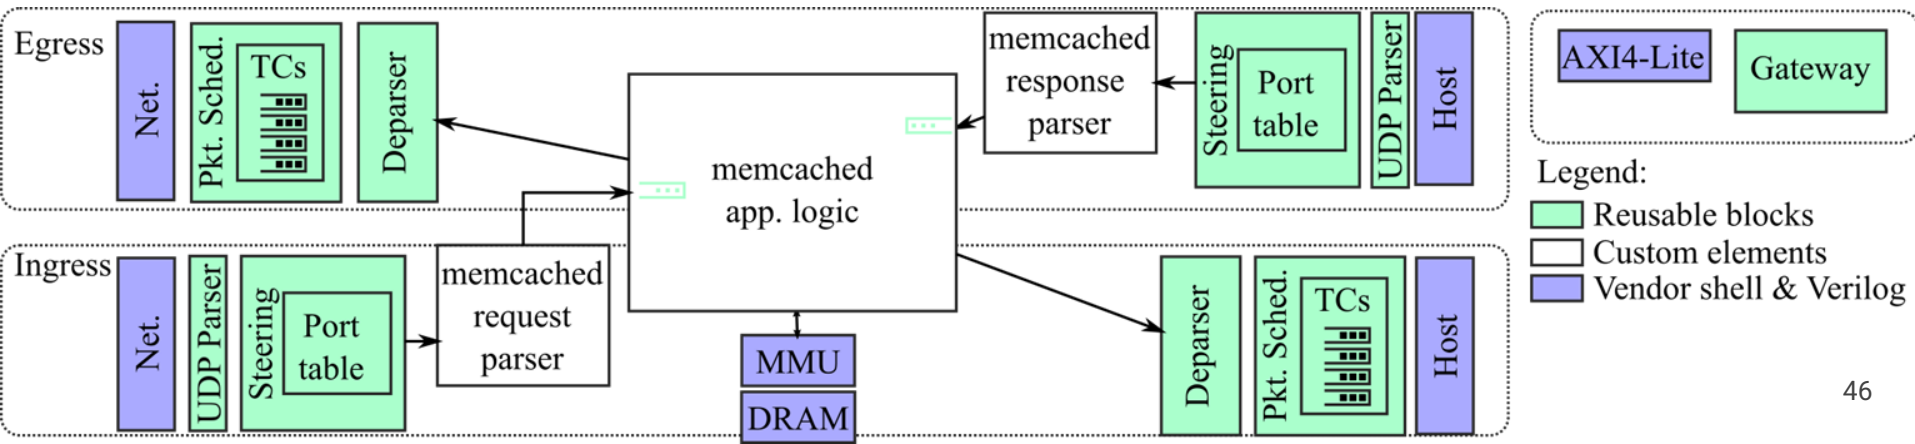 Egress
Net.
Pkt. Sched.
TCs
Deparser
memcached
app. logic
memcached
response
parser
Steering
Port
table
UDP Parser
Host
Ingress
Net.
UDP Parser
Steering
Port
table
memcached
request
parser
MMU
DRAM
Deparser
Pkt. Sched.
TCs
Host
AXI4-Lite
Gateway
Legend:
Reusable blocks
Custom elements
Vendor shell & Verilog
46